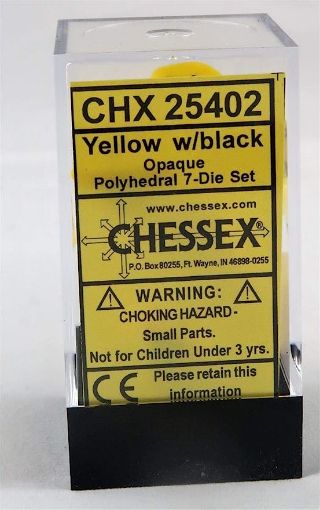 CHX 25402
Yellow w/black
Opaque
Polyhedral 7-Die Set
www.chessex.com
CHESSEX®
P.O. Box 80255, Ft. Wayne, IN 46898-0255
WARNING:
CHOKING HAZARD-
Small Parts.
Not for Children Under 3 yrs.
CE Please retain this
information